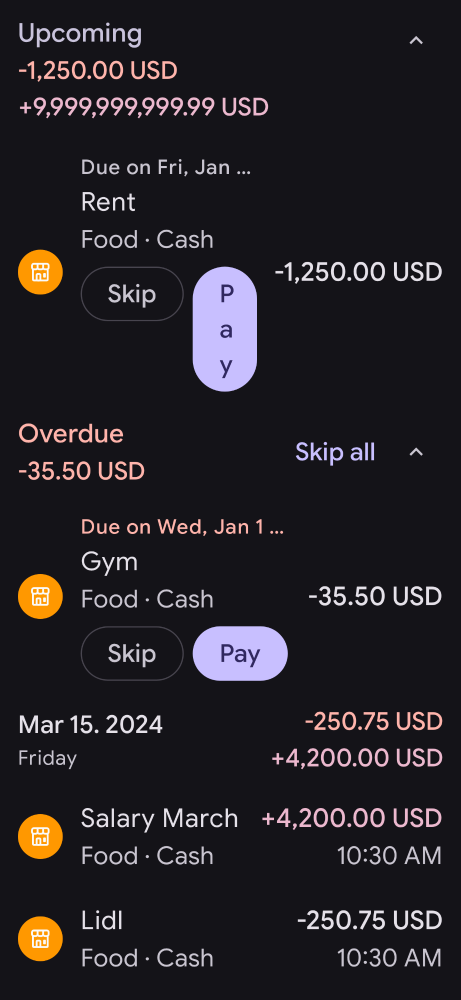 Upcoming
-1,250.00 USD
+9,999,999,999.99 USD
Due on Fri, Jan ...
Rent
Food · Cash
-1,250.00 USD
Skip
Pay
Overdue
-35.50 USD
Skip all
Due on Wed, Jan 1 ...
Gym
Food · Cash
-35.50 USD
Skip
Pay
Mar 15. 2024
-250.75 USD
Friday
+4,200.00 USD
Salary March
+4,200.00 USD
Food · Cash
10:30 AM
Lidl
-250.75 USD
Food · Cash
10:30 AM